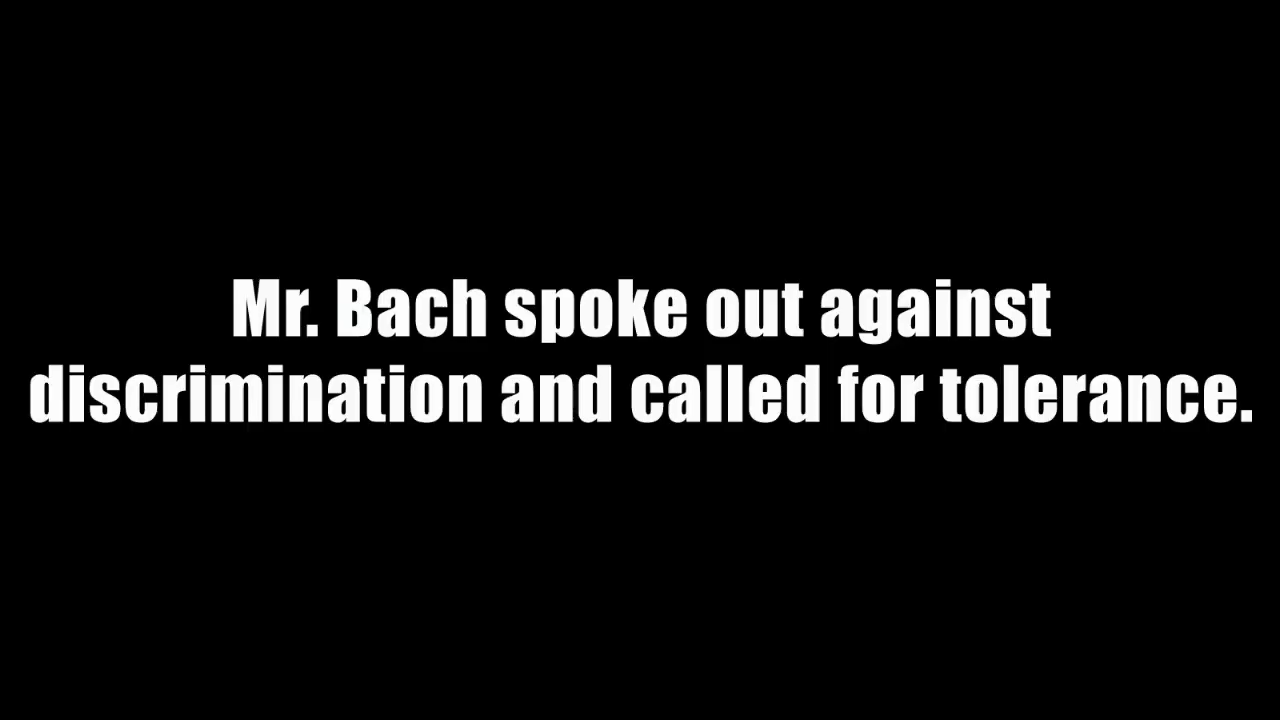 Mr. Bach spoke out against
discrimination and called for tolerance.